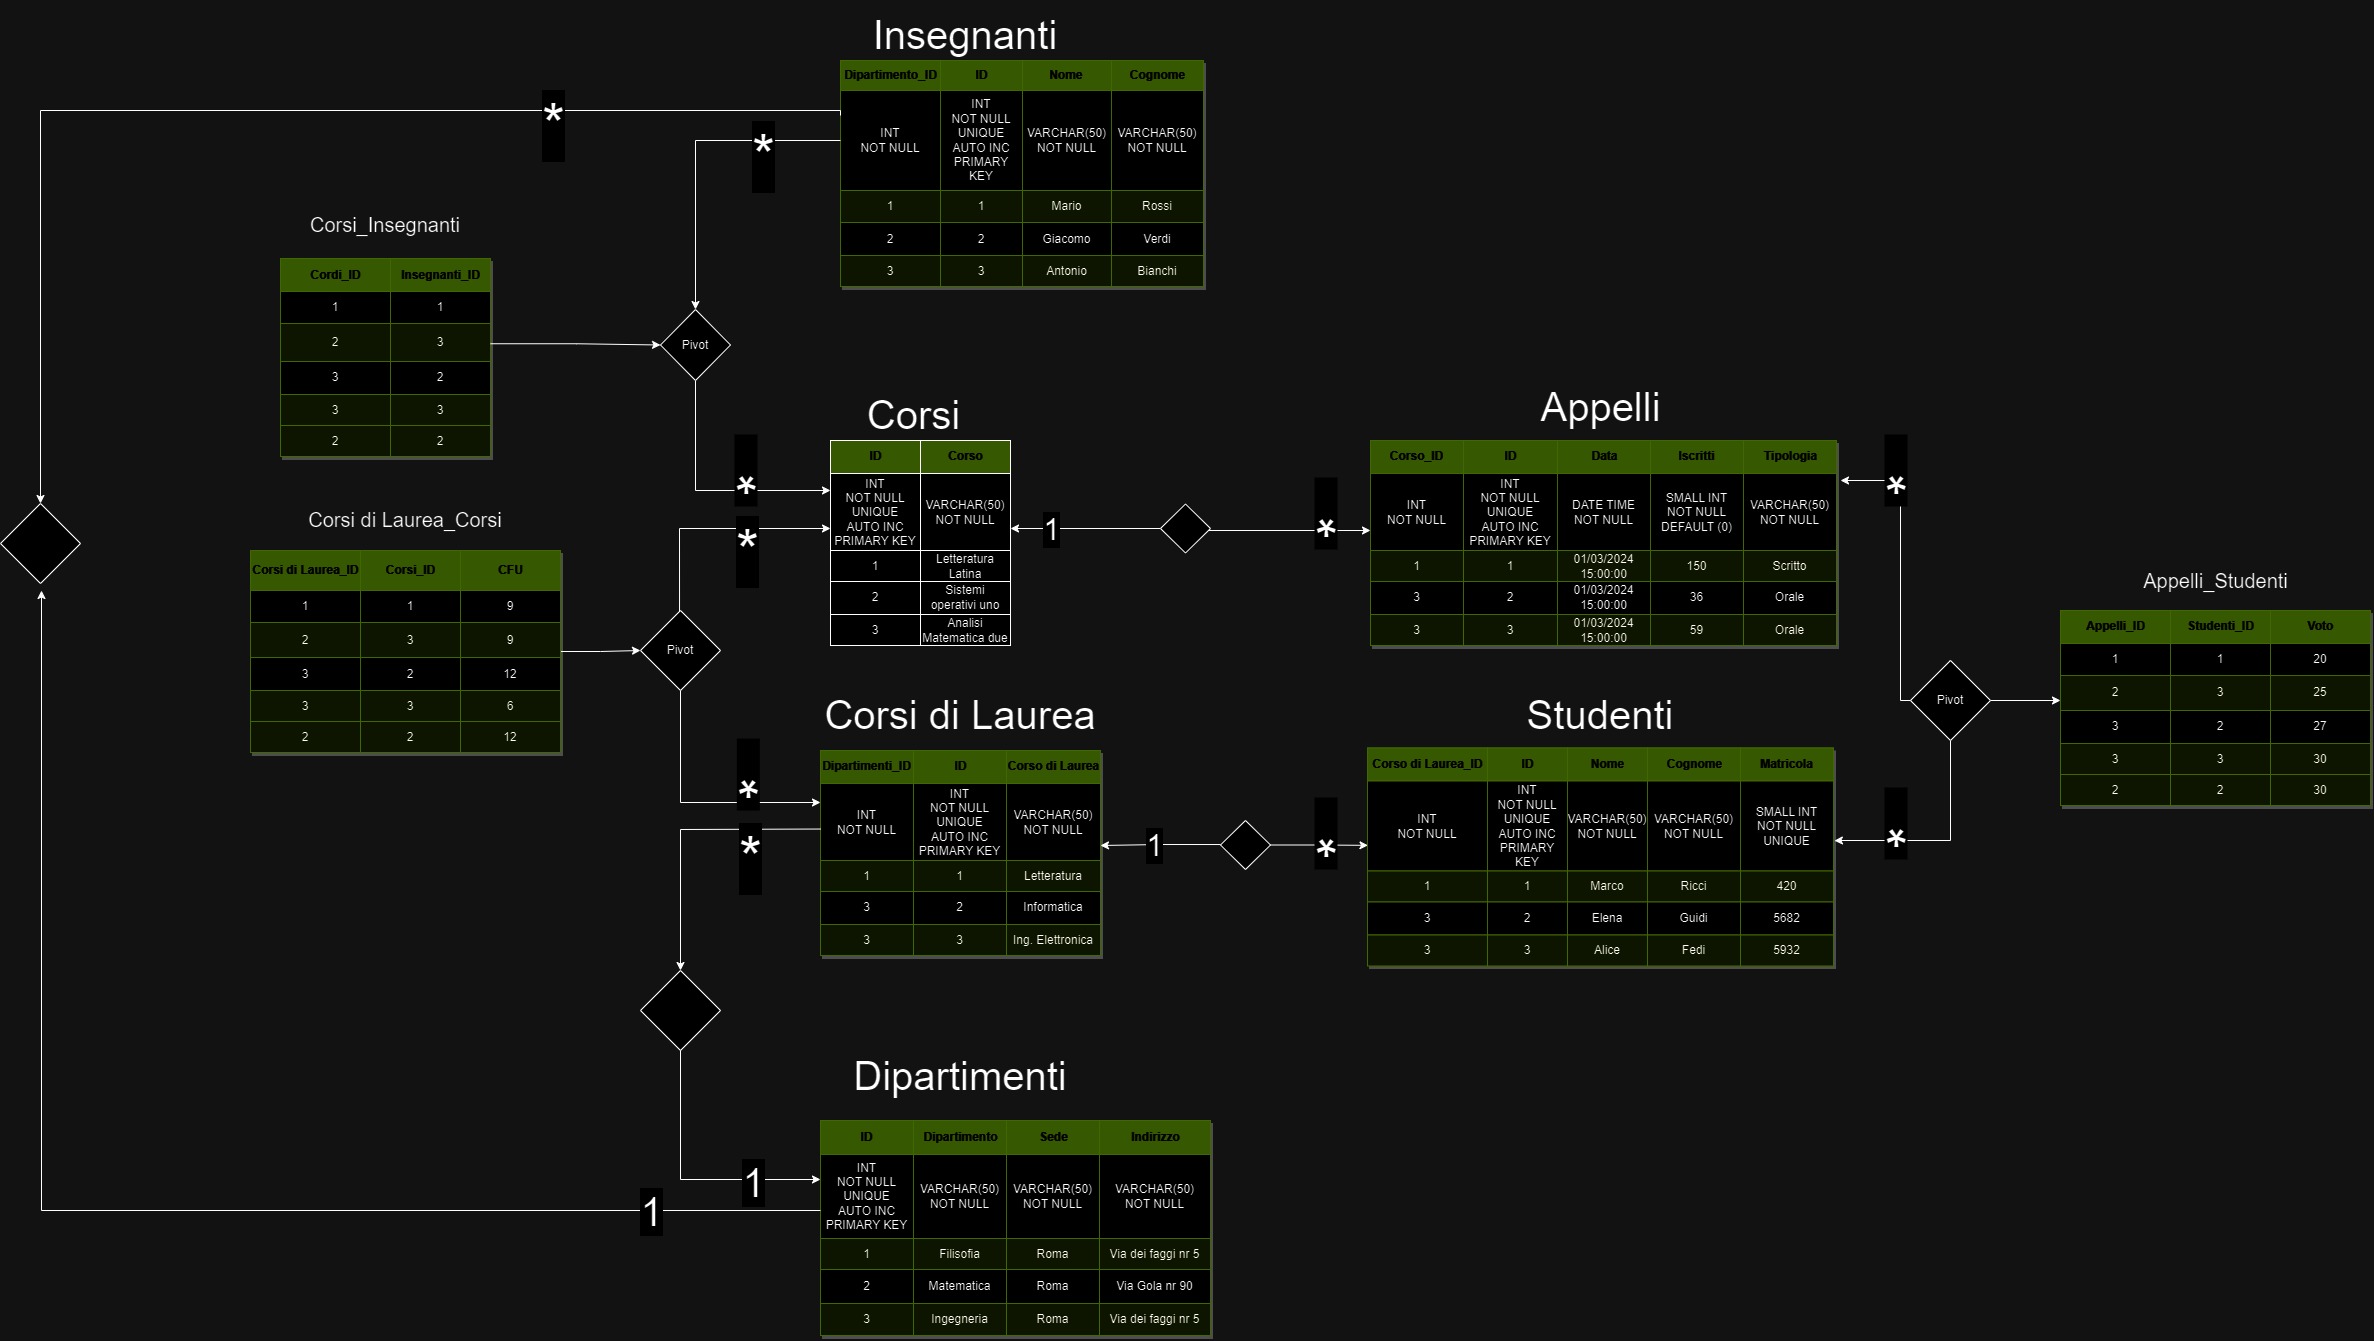 Insegnanti
Dipartimento_ID ID Nome Cognome
INT
NOT NULL
INT
NOT NULL
UNIQUE
AUTO INC
PRIMARY
KEY
VARCHAR(50)
NOT NULL
VARCHAR(50)
NOT NULL
1 1 Mario Rossi
2 2 Giacomo Verdi
3 3 Antonio Bianchi
*
*
Corsi_Insegnanti
Cordi_ID Insegnanti_ID
1 1
2 3
3 2
3 3
2 2
Pivot
*
Corsi
ID Corso
INT
NOT NULL
UNIQUE
AUTO INC
PRIMARY KEY
VARCHAR(50)
NOT NULL
1 Letteratura
Latina
2 Sistemi
operativi uno
3 Analisi
Matematica due
1
*
Appelli
Corso_ID ID Data Iscritti Tipologia
INT
NOT NULL
INT
NOT NULL
UNIQUE
AUTO INC
PRIMARY KEY
DATE TIME
NOT NULL
SMALL INT
NOT NULL
DEFAULT (0)
VARCHAR(50)
NOT NULL
1 1 01/03/2024
15:00:00 150 Scritto
3 2 01/03/2024
15:00:00 36 Orale
3 3 01/03/2024
15:00:00 59 Orale
*
Corsi di Laurea_Corsi
Corsi di Laurea_ID Corsi_ID CFU
1 1 9
2 3 9
3 2 12
3 3 6
2 2 12
*
Pivot
*
Appelli_Studenti
Appelli_ID Studenti_ID Voto
1 1 20
2 3 25
3 2 27
3 3 30
2 2 30
Pivot
*
Corsi di Laurea
Dipartimenti_ID ID Corso di Laurea
INT
NOT NULL
INT
NOT NULL
UNIQUE
AUTO INC
PRIMARY KEY
VARCHAR(50)
NOT NULL
1 1 Letteratura
3 2 Informatica
3 3 Ing. Elettronica
*
1
*
Studenti
Corso di Laurea_ID ID Nome Cognome Matricola
INT
NOT NULL
INT
NOT NULL
UNIQUE
AUTO INC
PRIMARY
KEY
VARCHAR(50)
NOT NULL
VARCHAR(50)
NOT NULL
SMALL INT
NOT NULL
UNIQUE
1 1 Marco Ricci 420
3 2 Elena Guidi 5682
3 3 Alice Fedi 5932
Dipartimenti
ID Dipartimento Sede Indirizzo
INT
NOT NULL
UNIQUE
AUTO INC
PRIMARY KEY
VARCHAR(50)
NOT NULL
VARCHAR(50)
NOT NULL
VARCHAR(50)
NOT NULL
1 Filisofia Roma Via dei faggi nr 5
2 Matematica Roma Via Gola nr 90
3 Ingegneria Roma Via dei faggi nr 5
1
1